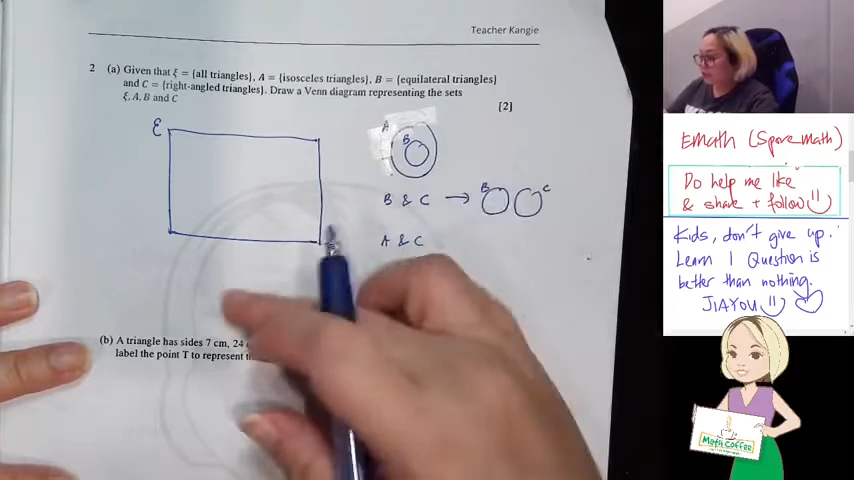 Teacher Kangie
2 (a) Given that ξ = {all triangles}, A = {isosceles triangles}, B = {equilateral triangles}
and C = {right-angled triangles}. Draw a Venn diagram representing the sets
ξ, A, B and C
[2]
ξ
A
B
B & C → B C
A & C
(b) A triangle has sides 7 cm, 24
label the point T to represent
Emath (Spore math)
Do help me like
& share + follow
Kids, don't give up.
Learn 1 Question is
better than nothing.
JIAYOU
Math Coffee